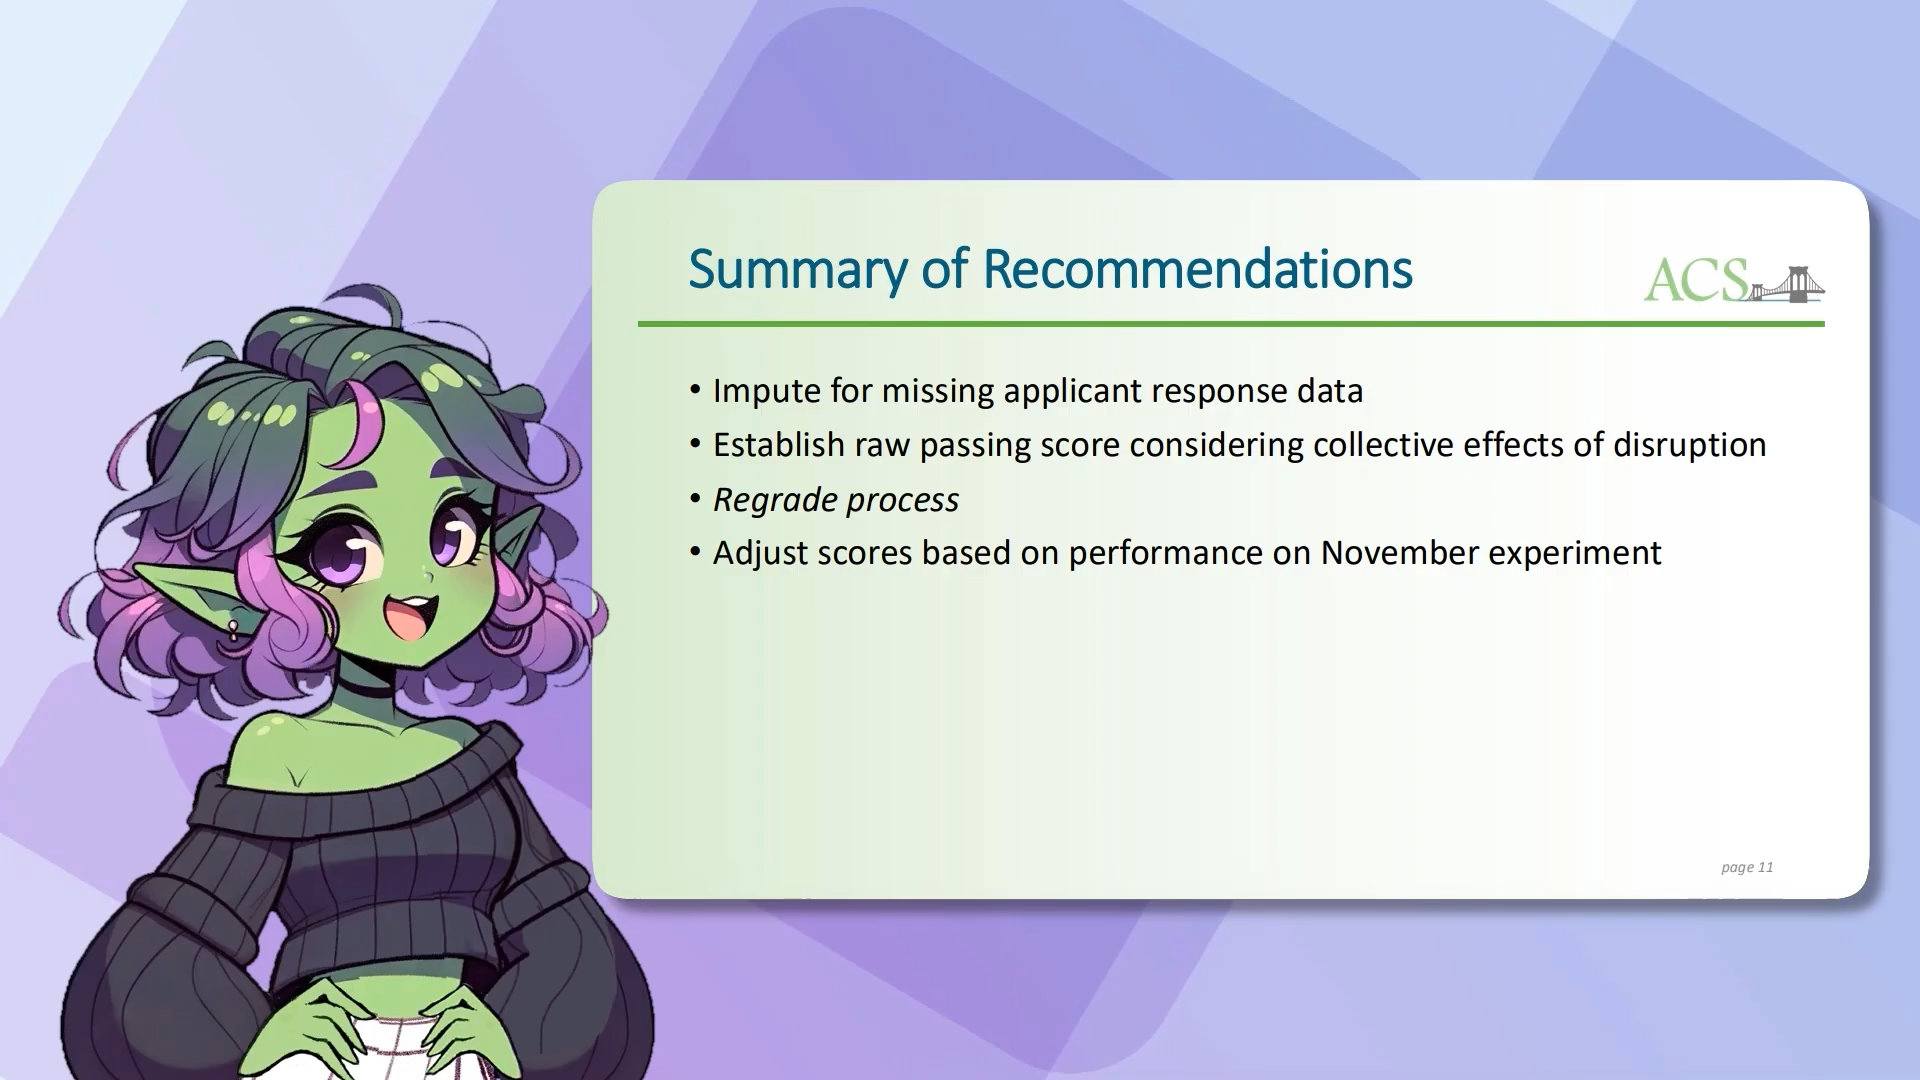 Summary of Recommendations
ACS
• Impute for missing applicant response data
• Establish raw passing score considering collective effects of disruption
• Regrade process
• Adjust scores based on performance on November experiment
page 11